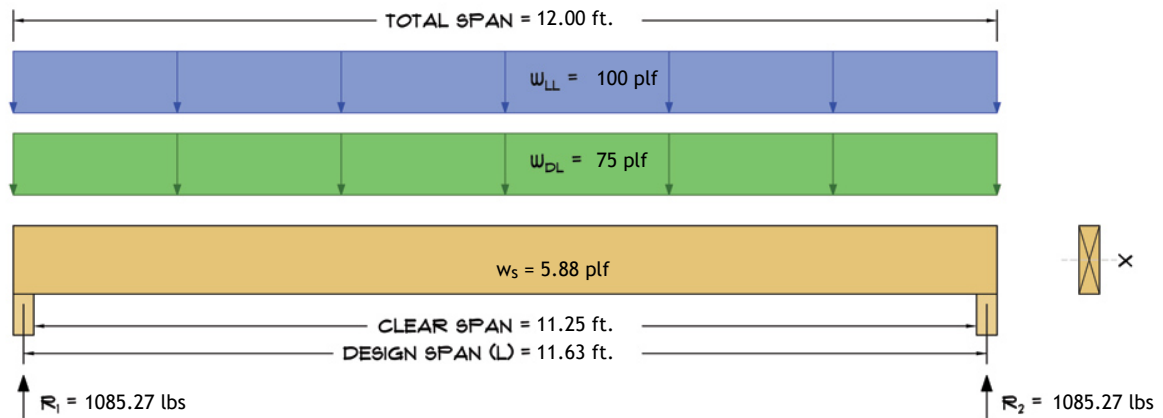 TOTAL SPAN = 12.00 ft.
W_LL = 100 plf
W_DL = 75 plf
w_s = 5.88 plf
X
CLEAR SPAN = 11.25 ft.
DESIGN SPAN (L) = 11.63 ft.
R_1 = 1085.27 lbs
R_2 = 1085.27 lbs